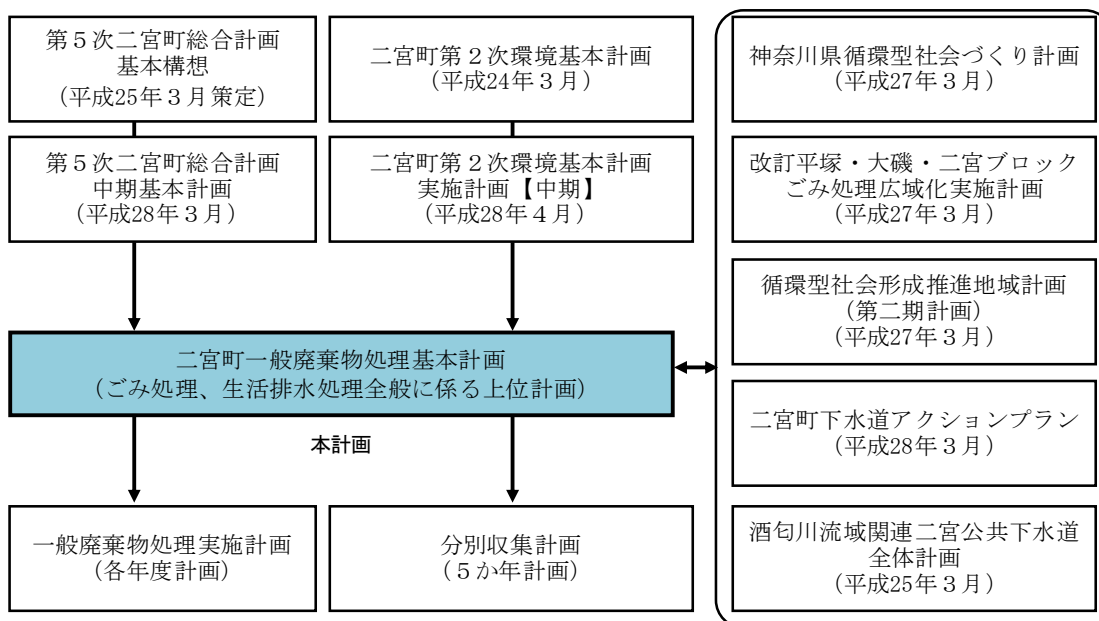 第５次二宮町総合計画
基本構想
(平成25年３月策定)
二宮町第２次環境基本計画
(平成24年３月)
第５次二宮町総合計画
中期基本計画
(平成28年３月)
二宮町第２次環境基本計画
実施計画【中期】
(平成28年４月)
二宮町一般廃棄物処理基本計画
(ごみ処理、生活排水処理全般に係る上位計画)
本計画
一般廃棄物処理実施計画
(各年度計画)
分別収集計画
(５か年計画)
神奈川県循環型社会づくり計画
(平成27年３月)
改訂平塚・大磯・二宮ブロック
ごみ処理広域化実施計画
(平成27年３月)
循環型社会形成推進地域計画
(第二期計画)
(平成27年３月)
二宮町下水道アクションプラン
(平成28年３月)
酒匂川流域関連二宮公共下水道
全体計画
(平成25年３月)